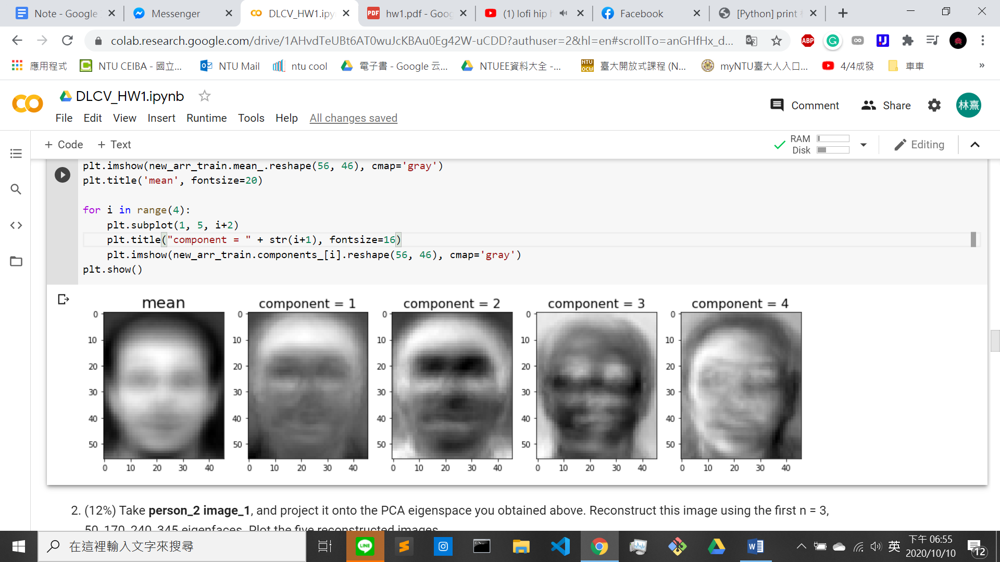 Note - Google
Messenger
DLCV_HW1.ipy
hw1.pdf - Goog
(1) lofi hip h
Facebook
[Python] print
colab.research.google.com/drive/1AHvdTeUBt6AT0wuJcKBAu0Eg42W-uCDD?authuser=2&hl=en#scrollTo=anGHfHx_d...
ABP
應用程式
NTU CEIBA - 國立...
NTU Mail
ntu cool
電子書 - Google 云...
NTUEE資料大全 -...
NTU OCW
臺大開放式課程 (N...
myNTU臺大人入口...
4/4成發
車車
»
DLCV_HW1.ipynb
Comment
Share
林熹
File Edit View Insert Runtime Tools Help All changes saved
+ Code + Text
RAM
Disk
Editing
plt.imshow(new_arr_train.mean_.reshape(56, 46), cmap='gray')
plt.title('mean', fontsize=20)
for i in range(4):
plt.subplot(1, 5, i+2)
plt.title("component = " + str(i+1), fontsize=16)
plt.imshow(new_arr_train.components_[i].reshape(56, 46), cmap='gray')
plt.show()
mean component = 1 component = 2 component = 3 component = 4
0 0 0 0 0
10 10 10 10 10
20 20 20 20 20
30 30 30 30 30
40 40 40 40 40
50 50 50 50 50
0 10 20 30 40 0 10 20 30 40 0 10 20 30 40 0 10 20 30 40 0 10 20 30 40
2. (12%) Take person_2 image_1, and project it onto the PCA eigenspace you obtained above. Reconstruct this image using the first n = 3,
50, 170, 240, 345 eigenfaces. Plot the five reconstructed images.
在這裡輸入文字來搜尋
LINE
英
下午 06:55
2020/10/10
12